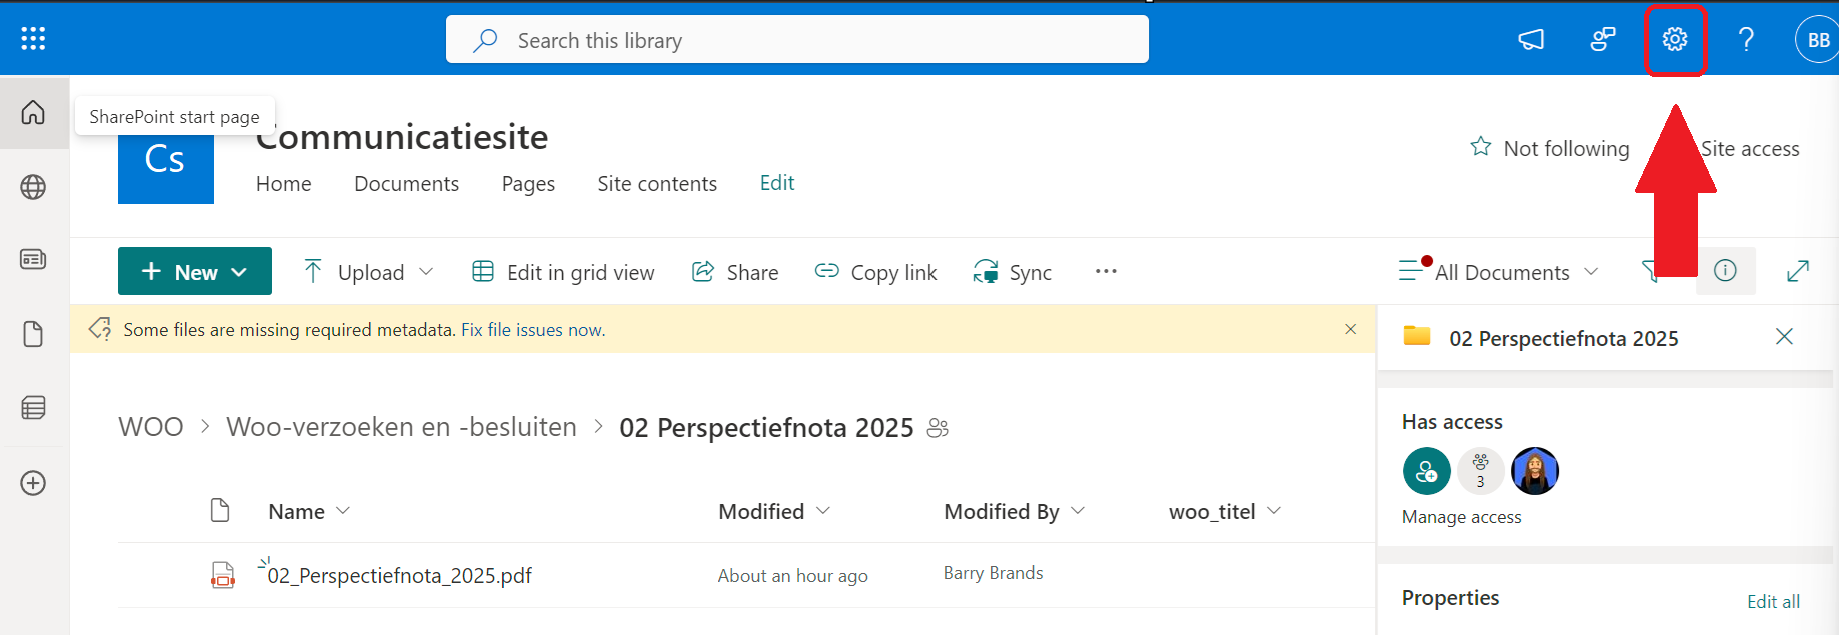 Search this library
BB
SharePoint start page
Communicatiesite
Cs
Home Documents Pages Site contents Edit
Not following Site access
New Upload Edit in grid view Share Copy link Sync ··· All Documents
Some files are missing required metadata. Fix file issues now.
02 Perspectiefnota 2025
WOO > Woo-verzoeken en -besluiten > 02 Perspectiefnota 2025
Has access
3
Manage access
Name Modified Modified By woo_titel
02_Perspectiefnota_2025.pdf About an hour ago Barry Brands
Properties Edit all